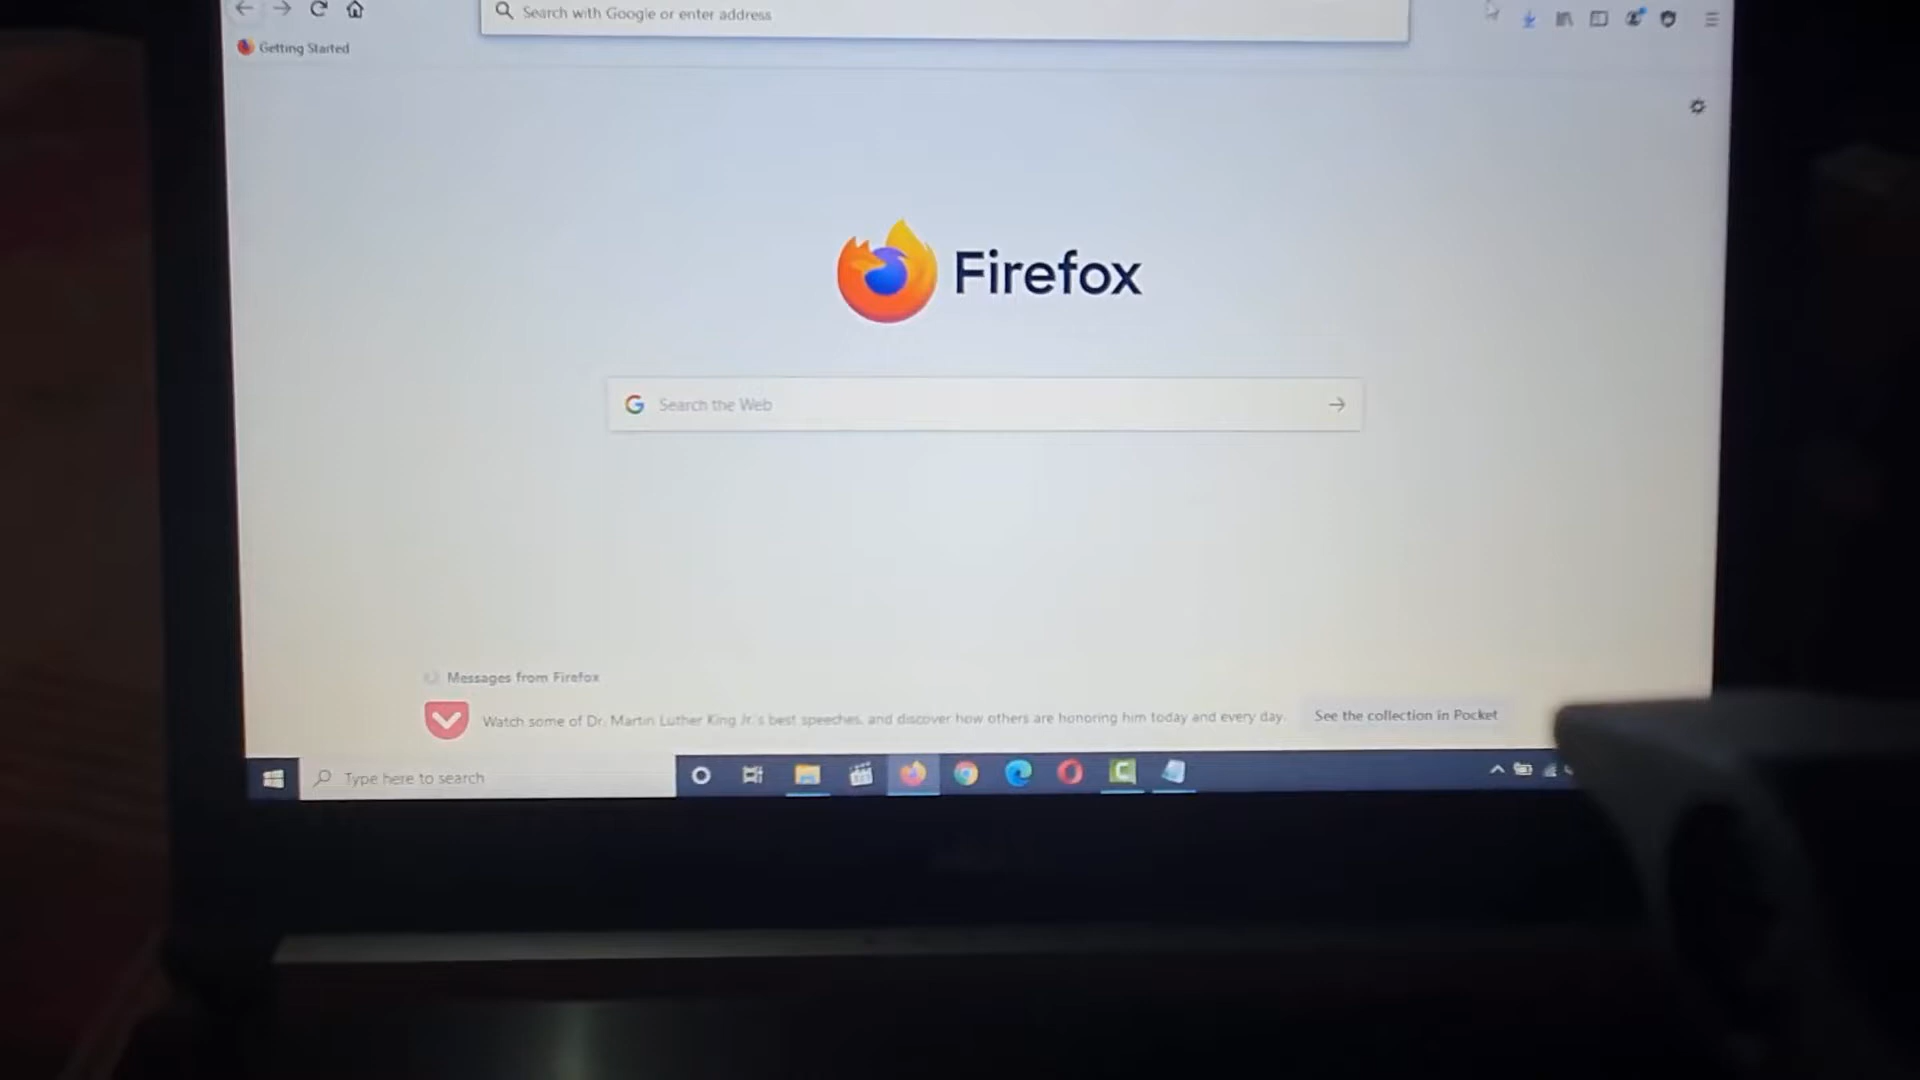 Search with Google or enter address
Getting Started
Firefox
Search the Web
Messages from Firefox
Watch some of Dr. Martin Luther King Jr.'s best speeches, and discover how others are honoring him today and every day.
See the collection in Pocket
Type here to search